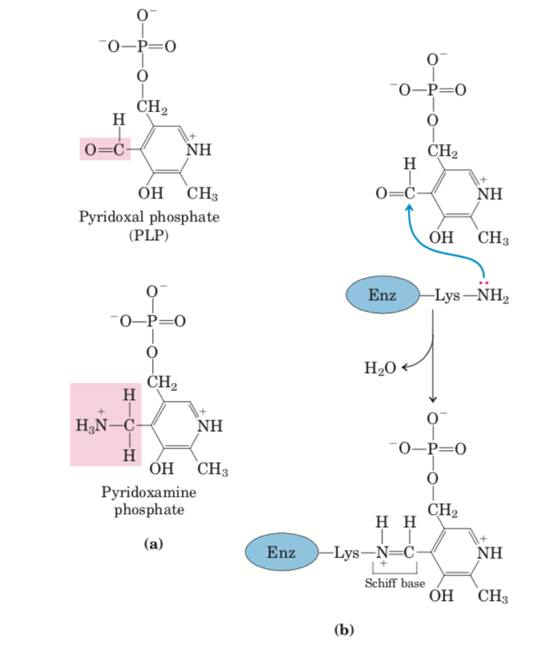 O⁻
⁻O–P=O
O
CH₂
H
O=C
NH⁺
OH CH₃
Pyridoxal phosphate
(PLP)
O⁻
⁻O–P=O
O
CH₂
H
H₃N⁺–C
NH⁺
H
OH CH₃
Pyridoxamine
phosphate
(a)
O⁻
⁻O–P=O
O
CH₂
H
O=C
NH⁺
OH CH₃
Enz–Lys–NH₂
H₂O
O⁻
⁻O–P=O
O
CH₂
H H
Enz–Lys–N=C
+
NH⁺
Schiff base
OH CH₃
(b)